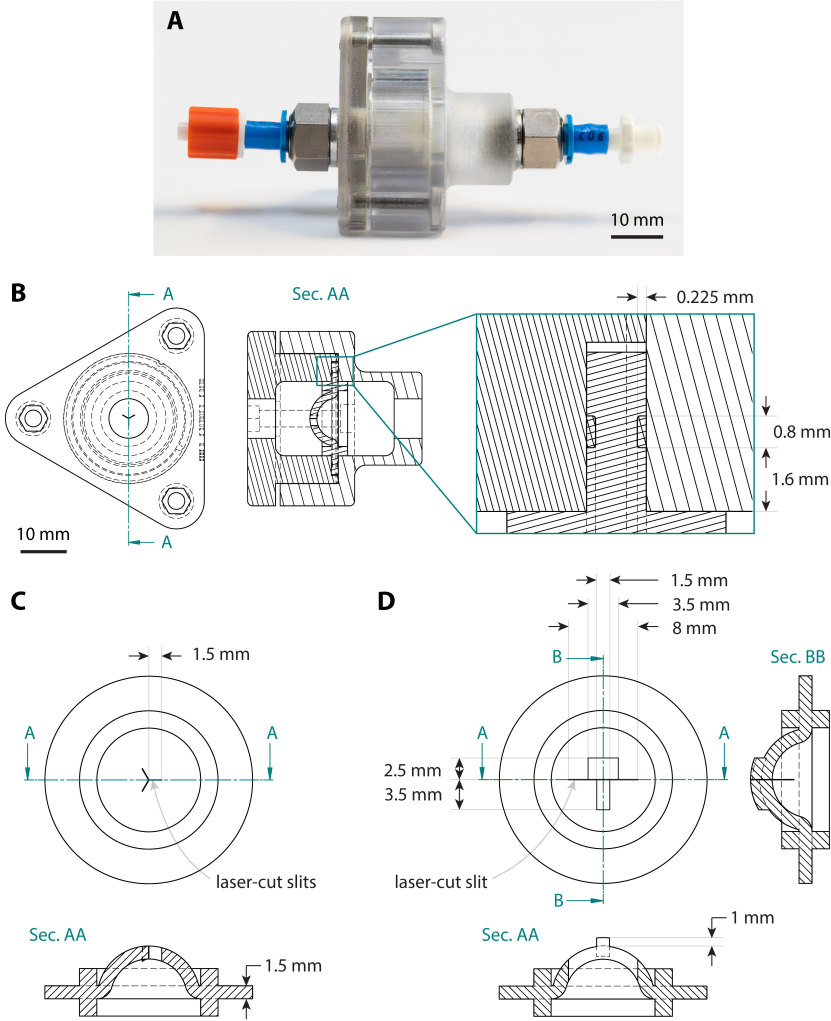 A
C06
10 mm
B
A
Sec. AA
0.225 mm
0.8 mm
1.6 mm
10 mm
A
C
D
1.5 mm
3.5 mm
8 mm
1.5 mm
B
Sec. BB
A
A
A
A
2.5 mm
3.5 mm
laser-cut slits
laser-cut slit
B
Sec. AA
1.5 mm
Sec. AA
1 mm